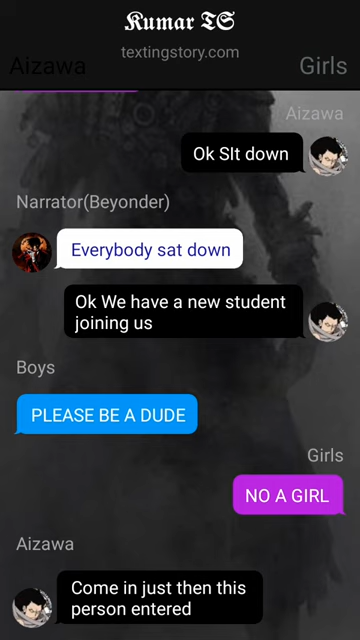 Kumar TS
textingstory.com
Aizawa
Girls
Aizawa
Ok SIt down
Narrator(Beyonder)
Everybody sat down
Ok We have a new student
joining us
Boys
PLEASE BE A DUDE
Girls
NO A GIRL
Aizawa
Come in just then this
person entered